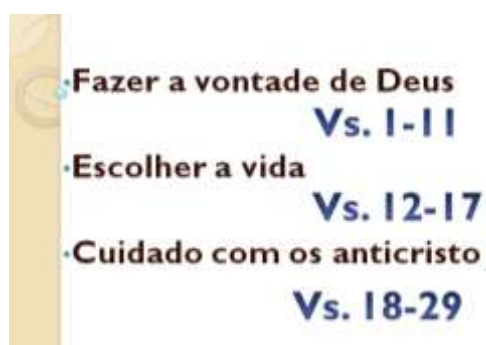 ·Fazer a vontade de Deus
Vs. 1-11
·Escolher a vida
Vs. 12-17
·Cuidado com os anticristo
Vs. 18-29